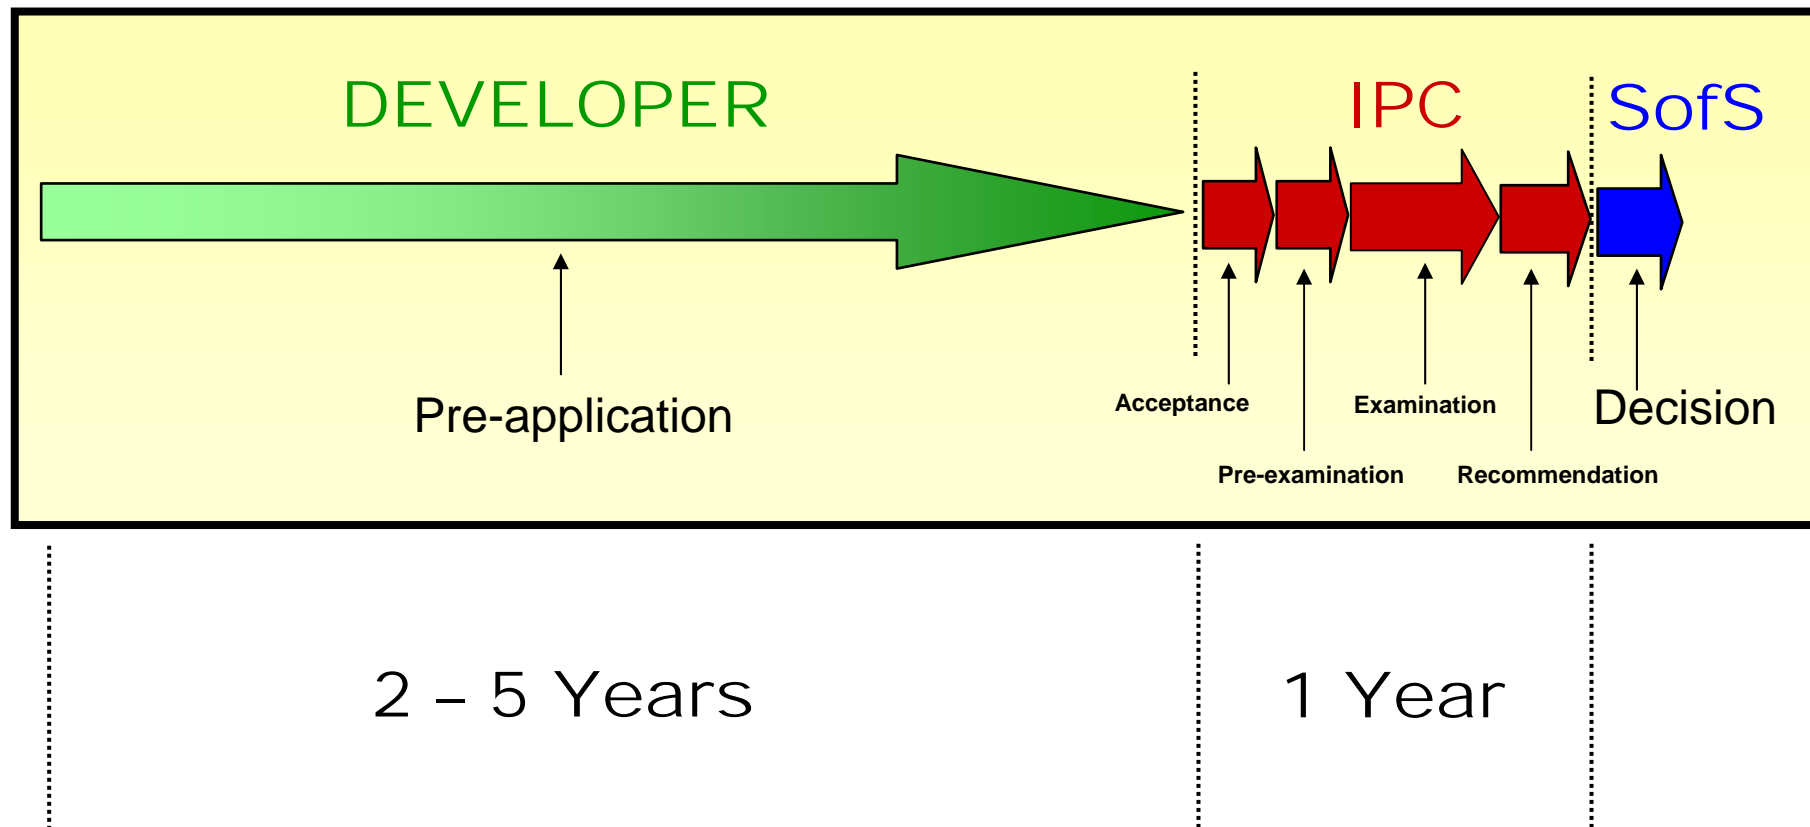 DEVELOPER
IPC
SofS
Pre-application
Acceptance
Examination
Decision
Pre-examination
Recommendation
2 – 5 Years
1 Year